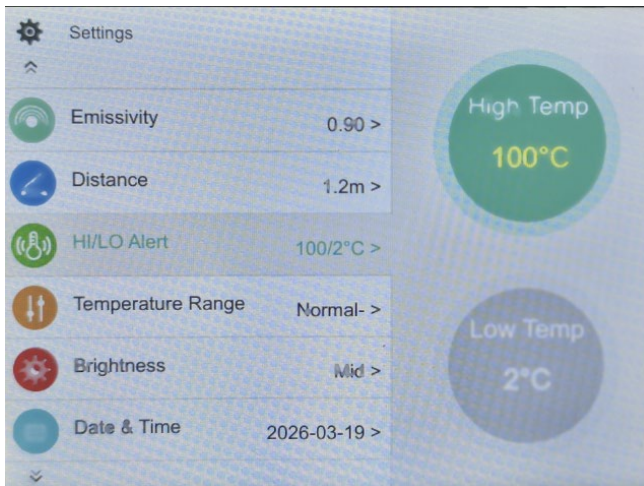 Settings
Emissivity 0.90 >
Distance 1.2m >
HI/LO Alert 100/2°C >
Temperature Range Normal- >
Brightness Mid >
Date & Time 2026-03-19 >
High Temp
100°C
Low Temp
2°C